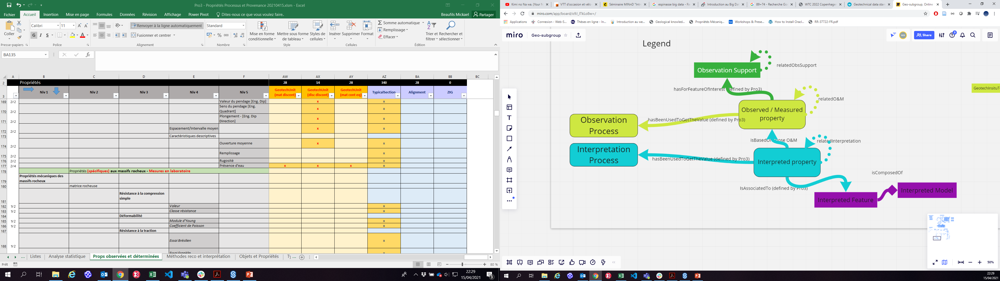 Pro3 - Propriétés Processus et Provenance 20210415.xlsm - Excel
Fichier Accueil Insertion Mise en page Formules Données Révision Affichage Power Pivot Dites-nous ce que vous voulez faire.. Beaufils Mickael Partager
Coller
Presse-papiers
Calibri 11
G I S
Police
Renvoyer à la ligne automatiquement
Fusionner et centrer
Alignement
Standard
% 000
Nombre
Mise en forme conditionnelle
Mettre sous forme de tableau
Styles de cellules
Style
Insérer Supprimer Format
Cellules
Somme automatique
Remplissage
Effacer
Trier et filtrer
Rechercher et sélectionner
Édition
BA135
fx
A B C D E F AW AX AY AZ BA BB BC
2 Propriétés 28 14 28 340 28 0
3 Niv 1 Niv 2 Niv 3 Niv 4 Niv 5 GeotechUnit (mat discont) GeotechUnit (disc discont) GeotechUnit (mat cont eq) TypicalSection Alignment ZIG
169 2/2 Valeur du pendage [Eng. Dip] x x
170 2/2 Sens du pendage [Eng. Quadrant] x x
171 2/2 Plongement - [Eng. Dip Direction] x x
172 2/2 Espacement/Intervalle moyen x x
173 Caractéristiques descriptives
174 2/2 Ouverture moyenne x x
175 2/2 Remplissage x
176 2/2 Rugosité x
177 2/4 Présence d'eau x x x x
178 Propriétés (spécifiques) aux massifs rocheux - Mesures en laboratoire
179 Propriétés mécaniques des massifs rocheux
180 matrice rocheuse
181 Résistance à la compression simple
182 1/2 Valeur x
183 1/2 Classe résistance x
184 Déformabilité
185 1/2 Module d'Young x
186 1/2 Coefficient de Poisson x
187 Résistance à la traction
188 1/2 Essai Brésilien x
Essai Franklin x
... Listes Analyse statistique Props observées et déterminées Méthodes reco et interprétation Objets et Propriétés Ty ...
Prêt
80 %
22:29
15/04/2021
3
Kimi no Na wa. (Your N
VTT d'occasion et vélo
Séminaire MINnD "Intr
espinasse big data - Re
Introduction au Big Dat
89+74 - Recherche Goo
WTC 2022 Copenhage
Geotechnical data stan
Geo-subgroup, Online
miro.com/app/board/o9J_lTkLo8w=/
Applications
Connexion - Web-S...
Thèses en ligne - In...
Introduction au we...
Geological knowled...
Propriétés Mécaniq...
Workshops & Prese...
How to Install Oracl...
RR-37722-FR.pdf
miro Geo-subgroup
MB
Share
3
Legend
Observation Support
relatedObsSupport
hasForFeatureOfInterest (defined by Pro3)
Observed / Measured
property
relatedO&M
Observation
Process
hasBeenUsedToGetTheValue (defined by Pro3)
Interpretation
Process
hasBeenUsedToGetTheValue (defined by Pro3)
relatedInterpretation
Interpreted property
isComposedOf
IsAssociatedTo (defined by Pro3)
Interpreted Feature
Interpreted Model
50%
22:29
15/04/2021